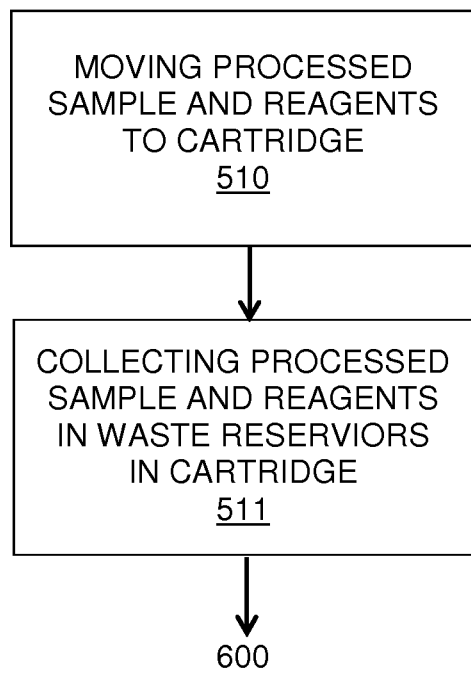 MOVING PROCESSED
SAMPLE AND REAGENTS
TO CARTRIDGE
510
COLLECTING PROCESSED
SAMPLE AND REAGENTS
IN WASTE RESERVIORS
IN CARTRIDGE
511
600